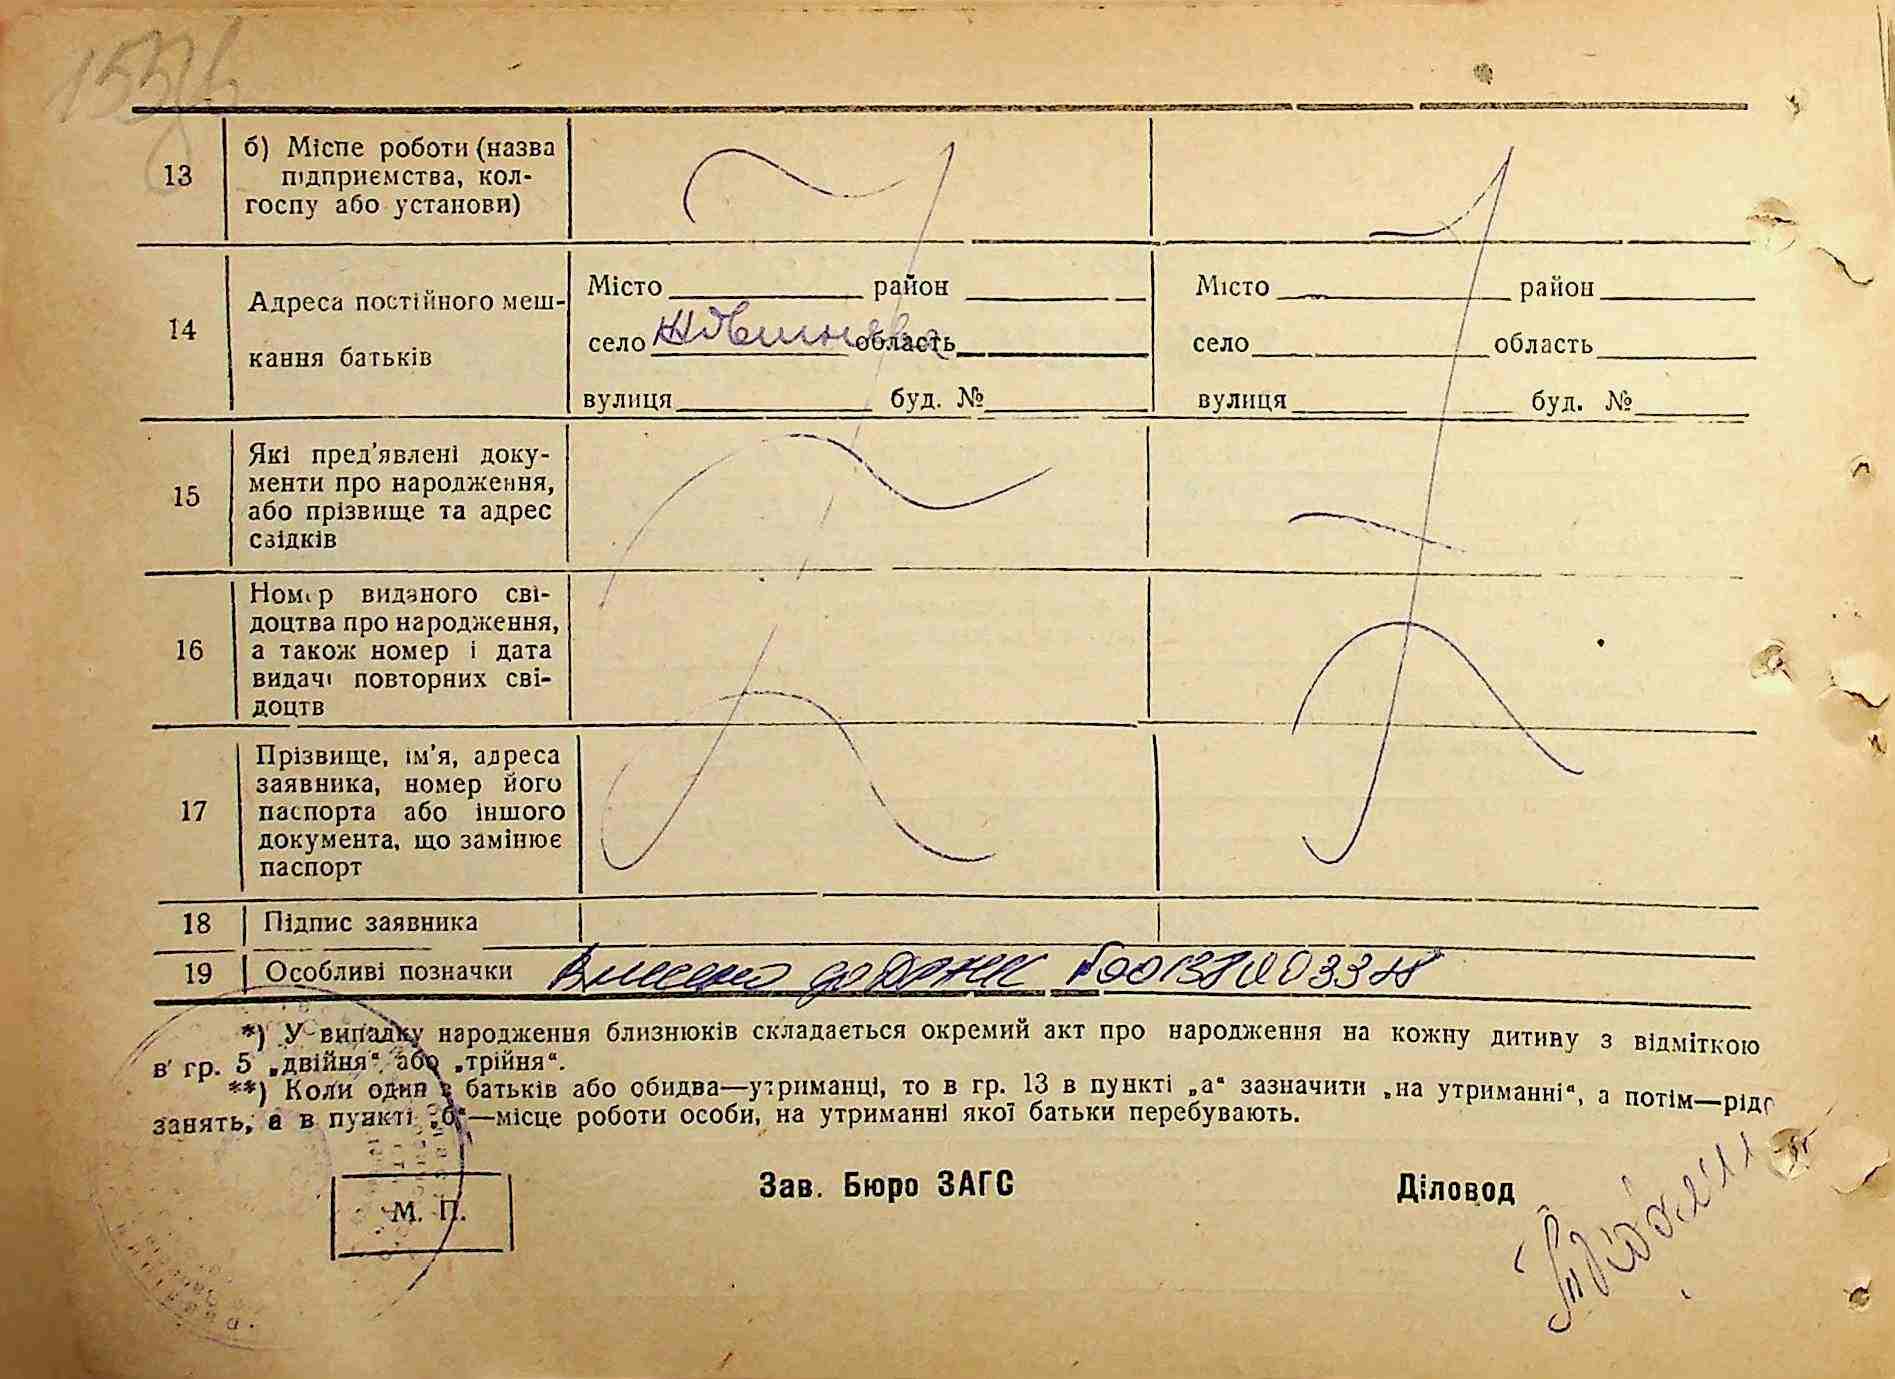 13
б) Міспе роботи (назва
підприємства, кол-
госпу або установи)
14
Адреса постійного меш-
кання батьків
Місто район
село область
вулиця буд. №
Місто район
село область
вулиця буд. №
15
Які пред'явлені доку-
менти про народження,
або прізвище та адрес
свідків
16
Номер виданого сві-
доцтва про народження,
а також номер і дата
видачі повторних сві-
доцтв
17
Прізвище, ім'я, адреса
заявника, номер його
паспорта або іншого
документа, що замінює
паспорт
18 Підпис заявника
19 Особливі позначки Внесено до
*) У випадку народження близнюків складається окремий акт про народження на кожну дитину з відміткою
в гр. 5 „двійня“ або „трійня“.
**) Коли один з батьків або обидва—утриманці, то в гр. 13 в пункті „а“ зазначити „на утриманні“, а потім—рід
занять, а в пункті „б“—місце роботи особи, на утриманні якої батьки перебувають.
М. П.
Зав. Бюро ЗАГС
Діловод